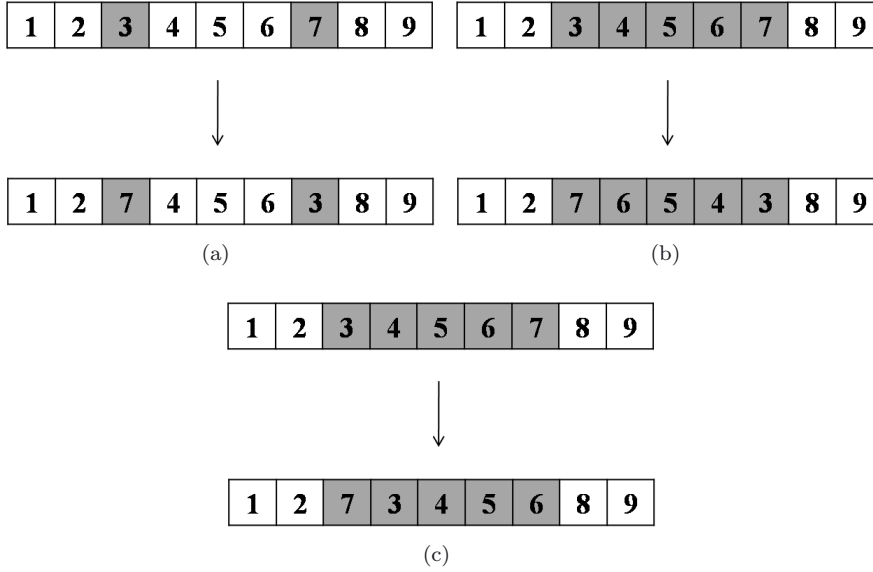 1 2 3 4 5 6 7 8 9
1 2 7 4 5 6 3 8 9
(a)
1 2 3 4 5 6 7 8 9
1 2 7 6 5 4 3 8 9
(b)
1 2 3 4 5 6 7 8 9
1 2 7 3 4 5 6 8 9
(c)